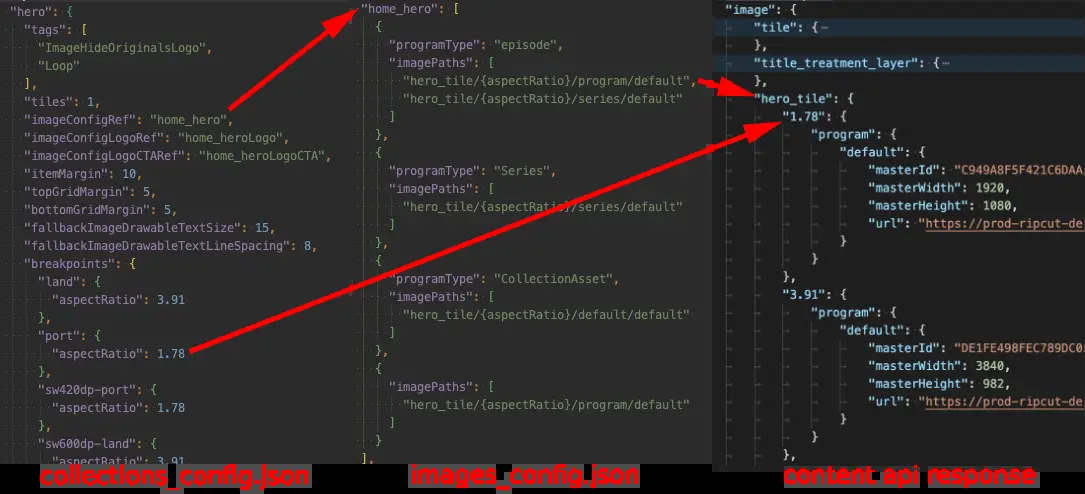 "hero": {
"tags": [
"ImageHideOriginalsLogo",
"Loop"
],
"tiles": 1,
"imageConfigRef": "home_hero",
"imageConfigLogoRef": "home_heroLogo",
"imageConfigLogoCTARef": "home_heroLogoCTA",
"itemMargin": 10,
"topGridMargin": 5,
"bottomGridMargin": 5,
"fallbackImageDrawableTextSize": 15,
"fallbackImageDrawableTextLineSpacing": 8,
"breakpoints": {
"land": {
"aspectRatio": 3.91
},
"port": {
"aspectRatio": 1.78
},
"sw420dp-port": {
"aspectRatio": 1.78
},
"sw600dp-land": {
"aspectRatio": 3.91
collections_config.json
"home_hero": [
{
"programType": "episode",
"imagePaths": [
"hero_tile/{aspectRatio}/program/default",
"hero_tile/{aspectRatio}/series/default"
]
},
{
"programType": "Series",
"imagePaths": [
"hero_tile/{aspectRatio}/series/default"
]
},
{
"programType": "CollectionAsset",
"imagePaths": [
"hero_tile/{aspectRatio}/default/default"
]
},
{
"imagePaths": [
"hero_tile/{aspectRatio}/program/default"
]
}
],
images_config.json
"image": {
"tile": {⋯
},
"title_treatment_layer": {⋯
},
"hero_tile": {
"1.78": {
"program": {
"default": {
"masterId": "C949A8F5F421C6DAA
"masterWidth": 1920,
"masterHeight": 1080,
"url": "https://prod-ripcut-de
}
}
},
"3.91": {
"program": {
"default": {
"masterId": "DE1FE498FEC789DC0
"masterWidth": 3840,
"masterHeight": 982,
"url": "https://prod-ripcut-de
}
}
}
content api response